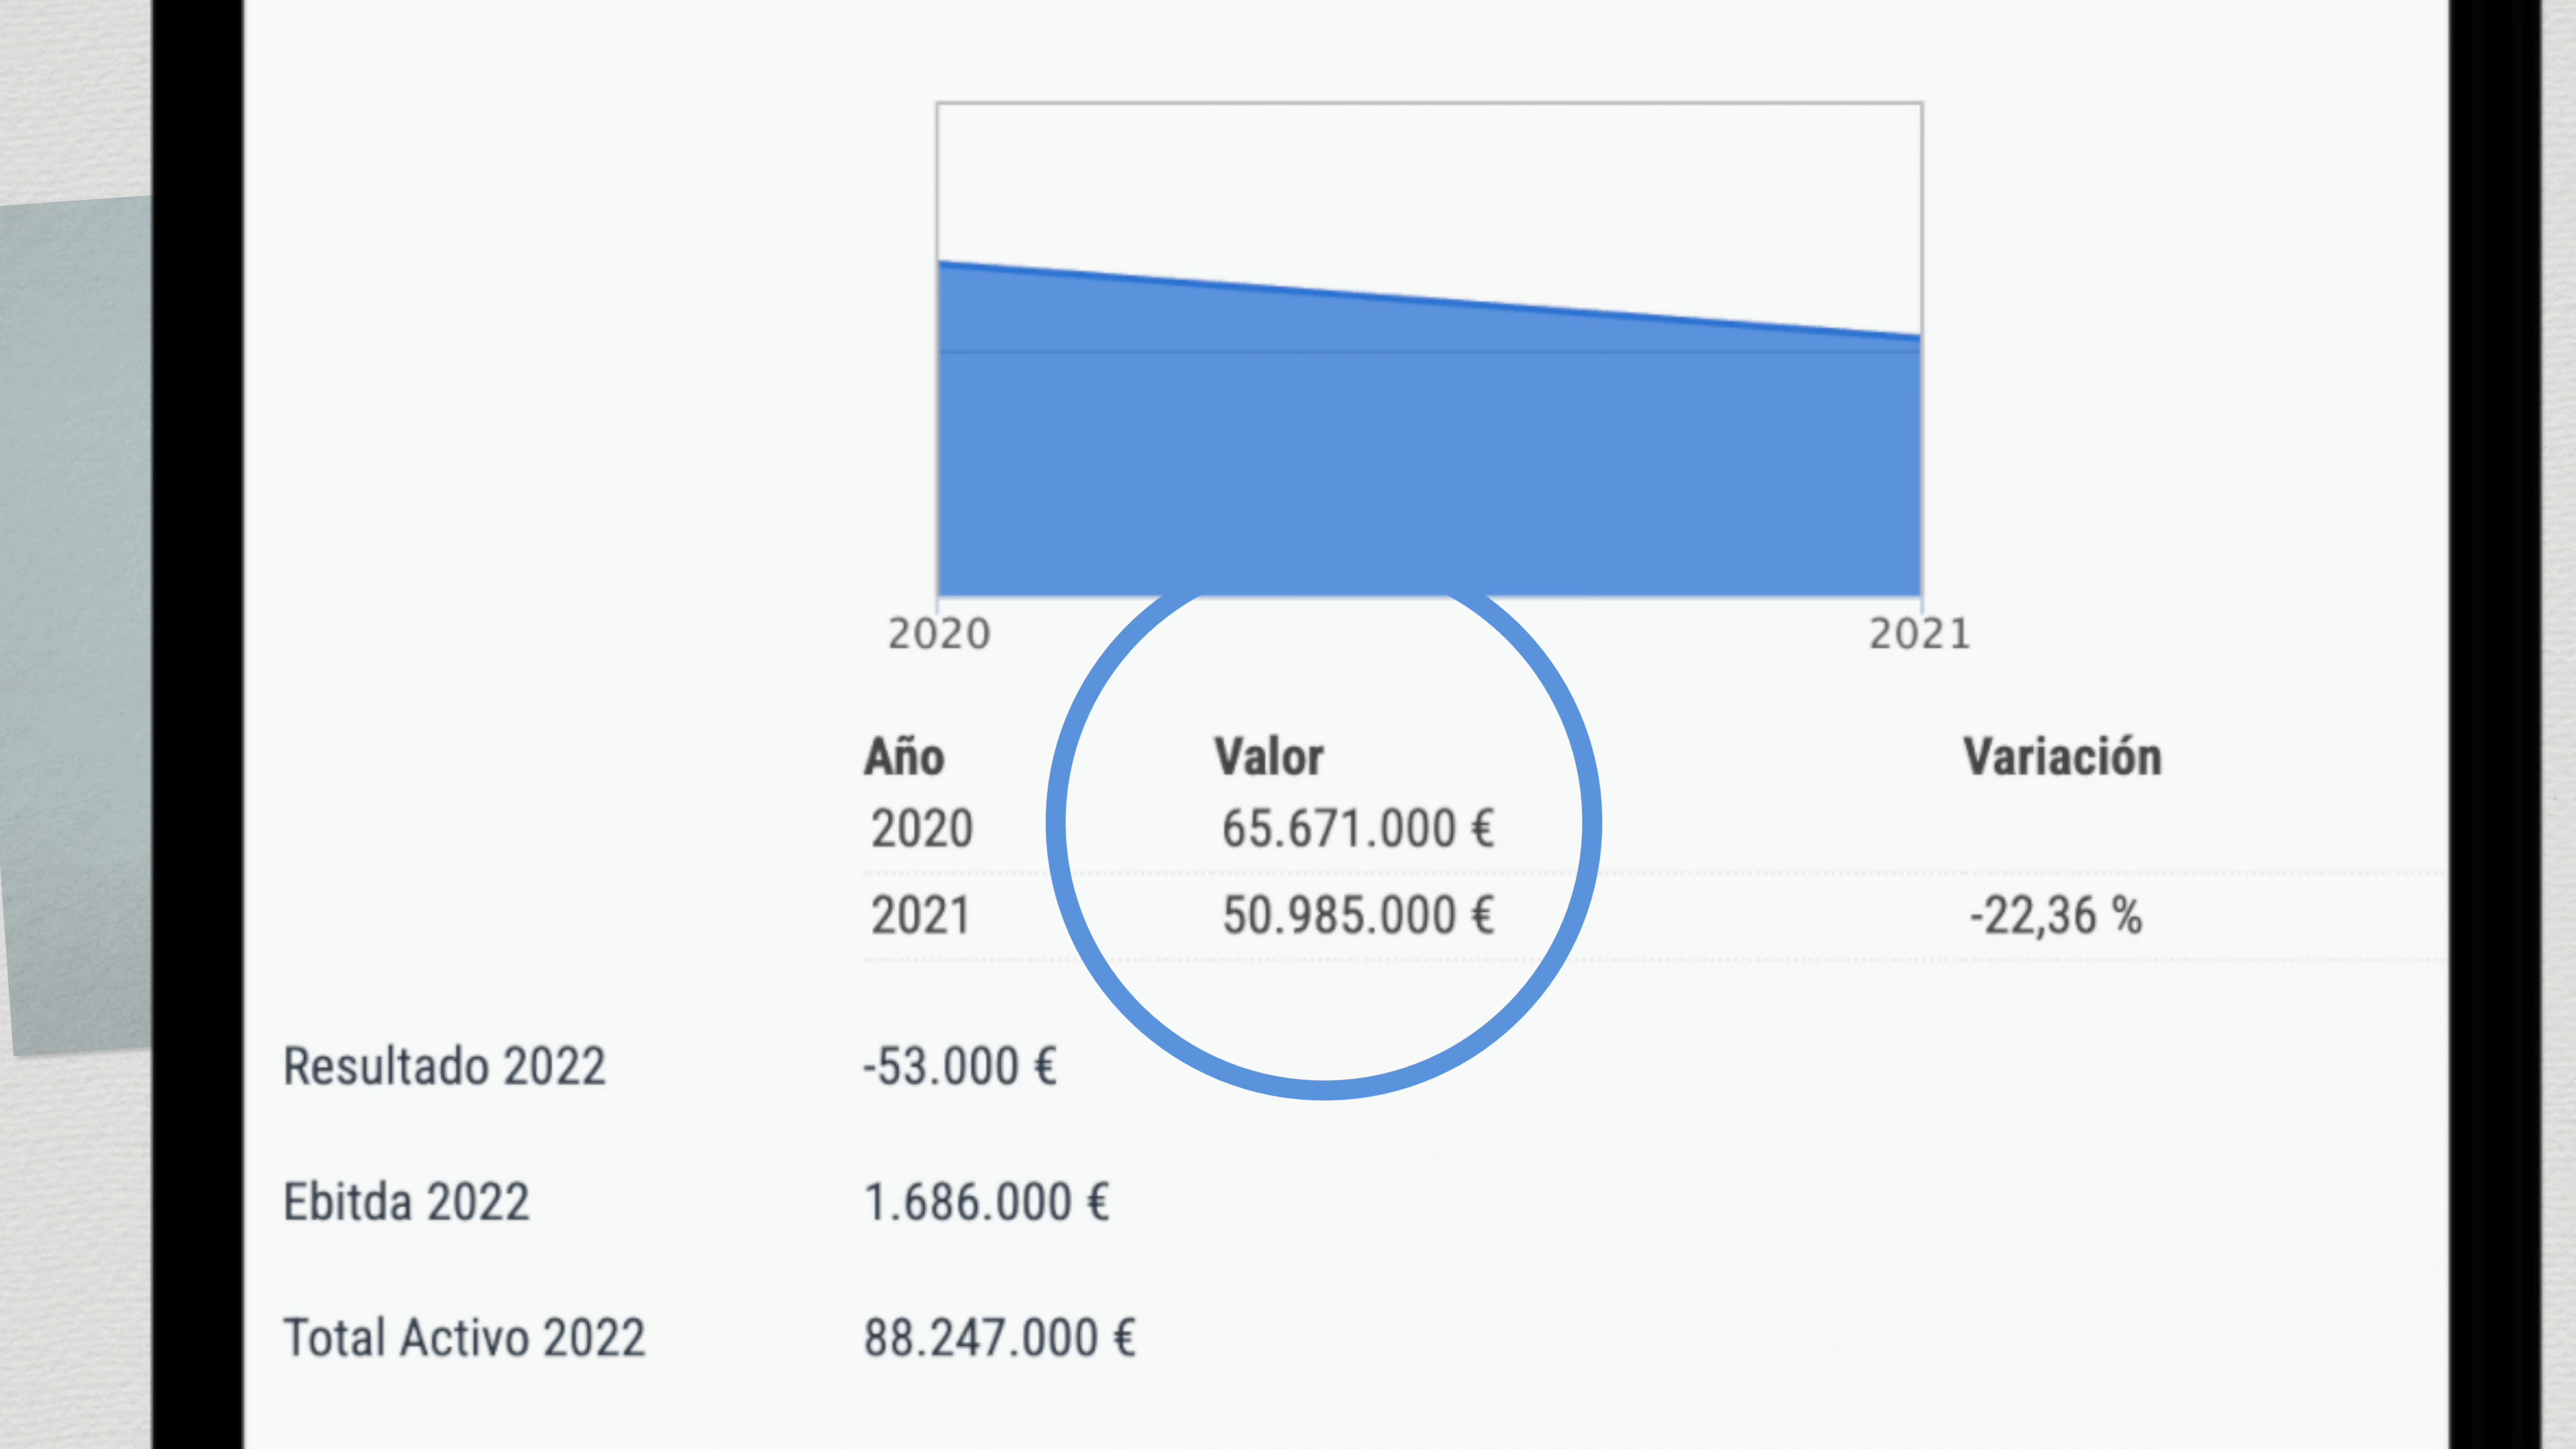 2020 2021
Año Valor Variación
2020 65.671.000 €
2021 50.985.000 € -22,36 %
Resultado 2022 -53.000 €
Ebitda 2022 1.686.000 €
Total Activo 2022 88.247.000 €